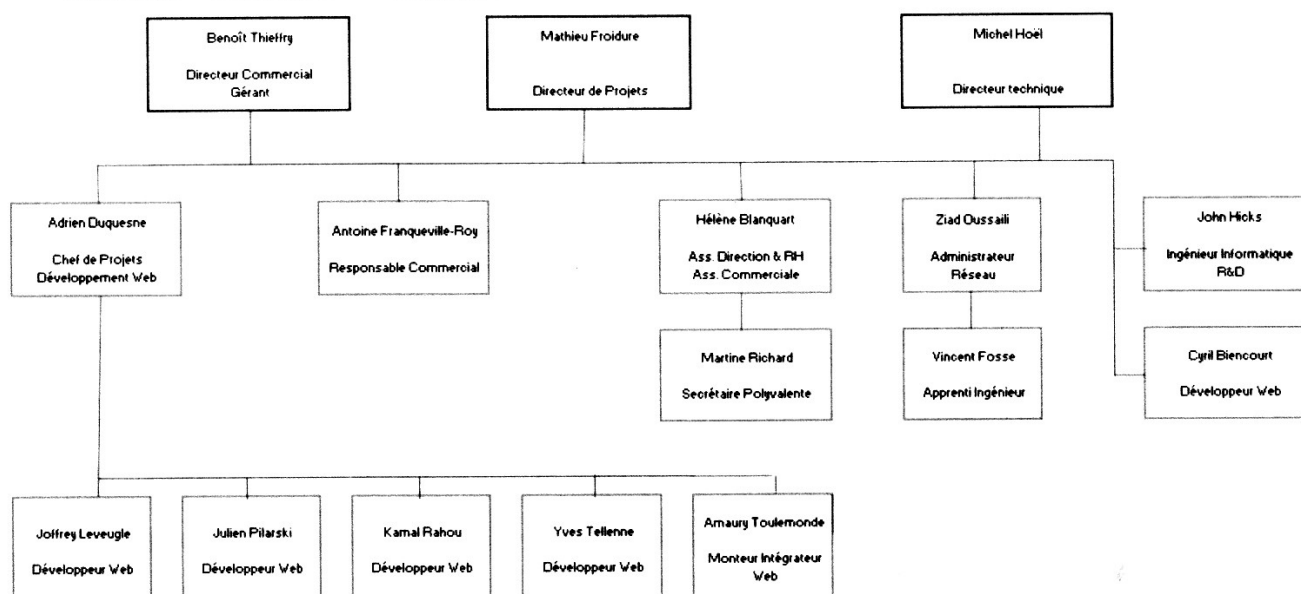 Benoît Thieffry
Directeur Commercial
Gérant
Mathieu Froidure
Directeur de Projets
Michel Hoël
Directeur technique
Adrien Duquesne
Chef de Projets
Développement Web
Antoine Franqueville-Roy
Responsable Commercial
Hélène Blanquart
Ass. Direction & RH
Ass. Commerciale
Ziad Oussaili
Administrateur
Réseau
John Hicks
Ingénieur Informatique
R&D
Martine Richard
Secrétaire Polyvalente
Vincent Fosse
Apprenti Ingénieur
Cyril Biencourt
Développeur Web
Joffrey Leveugle
Développeur Web
Julien Pilarski
Développeur Web
Kamal Rahou
Développeur Web
Yves Tellenne
Développeur Web
Amaury Toulemonde
Monteur Intégrateur
Web